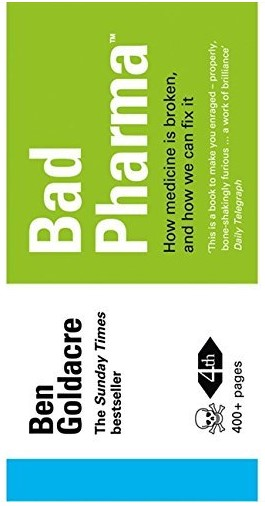 Bad
Pharma™
How medicine is broken,
and how we can fix it
'This is a book to make you enraged – properly,
bone-shakingly furious ... a work of brilliance'
Daily Telegraph
Ben
Goldacre
The Sunday Times
bestseller
4th
400+ pages